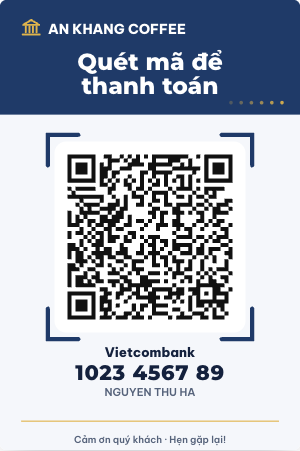 AN KHANG COFFEE
Quét mã để
thanh toán
Vietcombank
1023 4567 89
NGUYEN THU HA
Cảm ơn quý khách · Hẹn gặp lại!